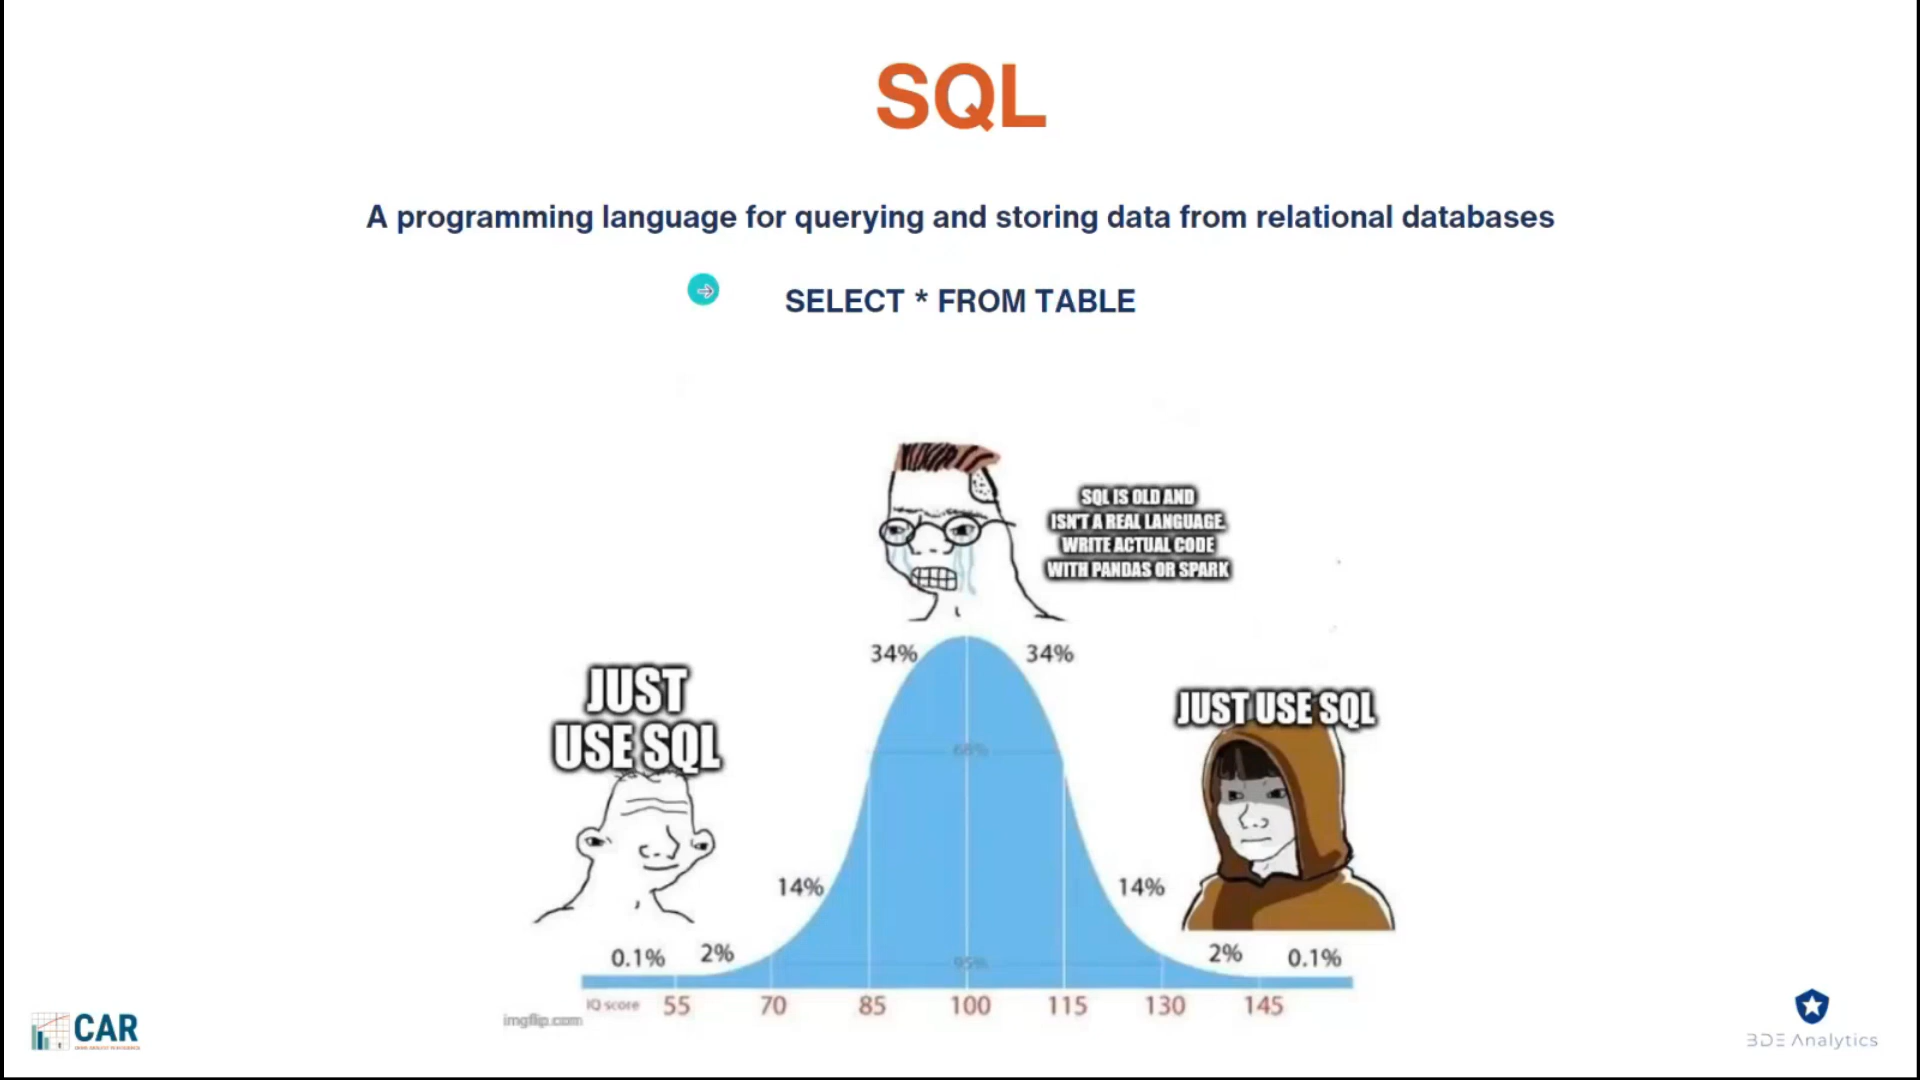 SQL
A programming language for querying and storing data from relational databases
SELECT * FROM TABLE
SQL IS OLD AND
ISN'T A REAL LANGUAGE.
WRITE ACTUAL CODE
WITH PANDAS OR SPARK
34%
34%
JUST
USE SQL
JUST USE SQL
68%
14%
14%
0.1%
2%
95%
2%
0.1%
IQ score
55
70
85
100
115
130
145
imgflip.com
CAR
BDE Analytics